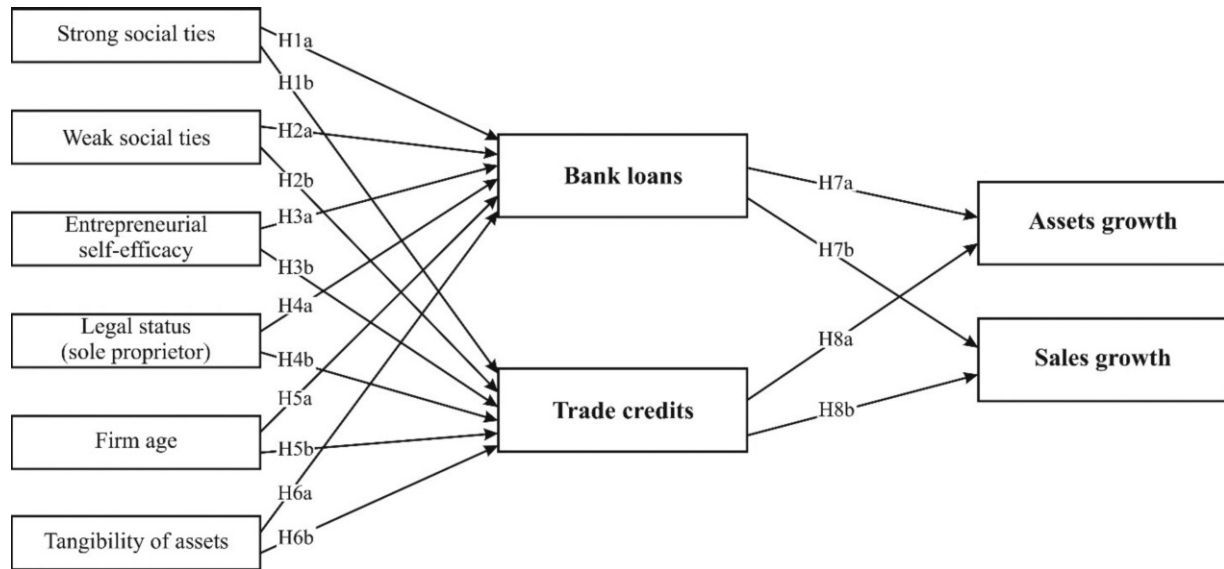 Strong social ties
H1a
H1b
Weak social ties
H2a
H2b
Entrepreneurial
self-efficacy
H3a
H3b
Legal status
(sole proprietor)
H4a
H4b
Firm age
H5a
H5b
Tangibility of assets
H6a
H6b
Bank loans
Trade credits
H7a
H7b
H8a
H8b
Assets growth
Sales growth